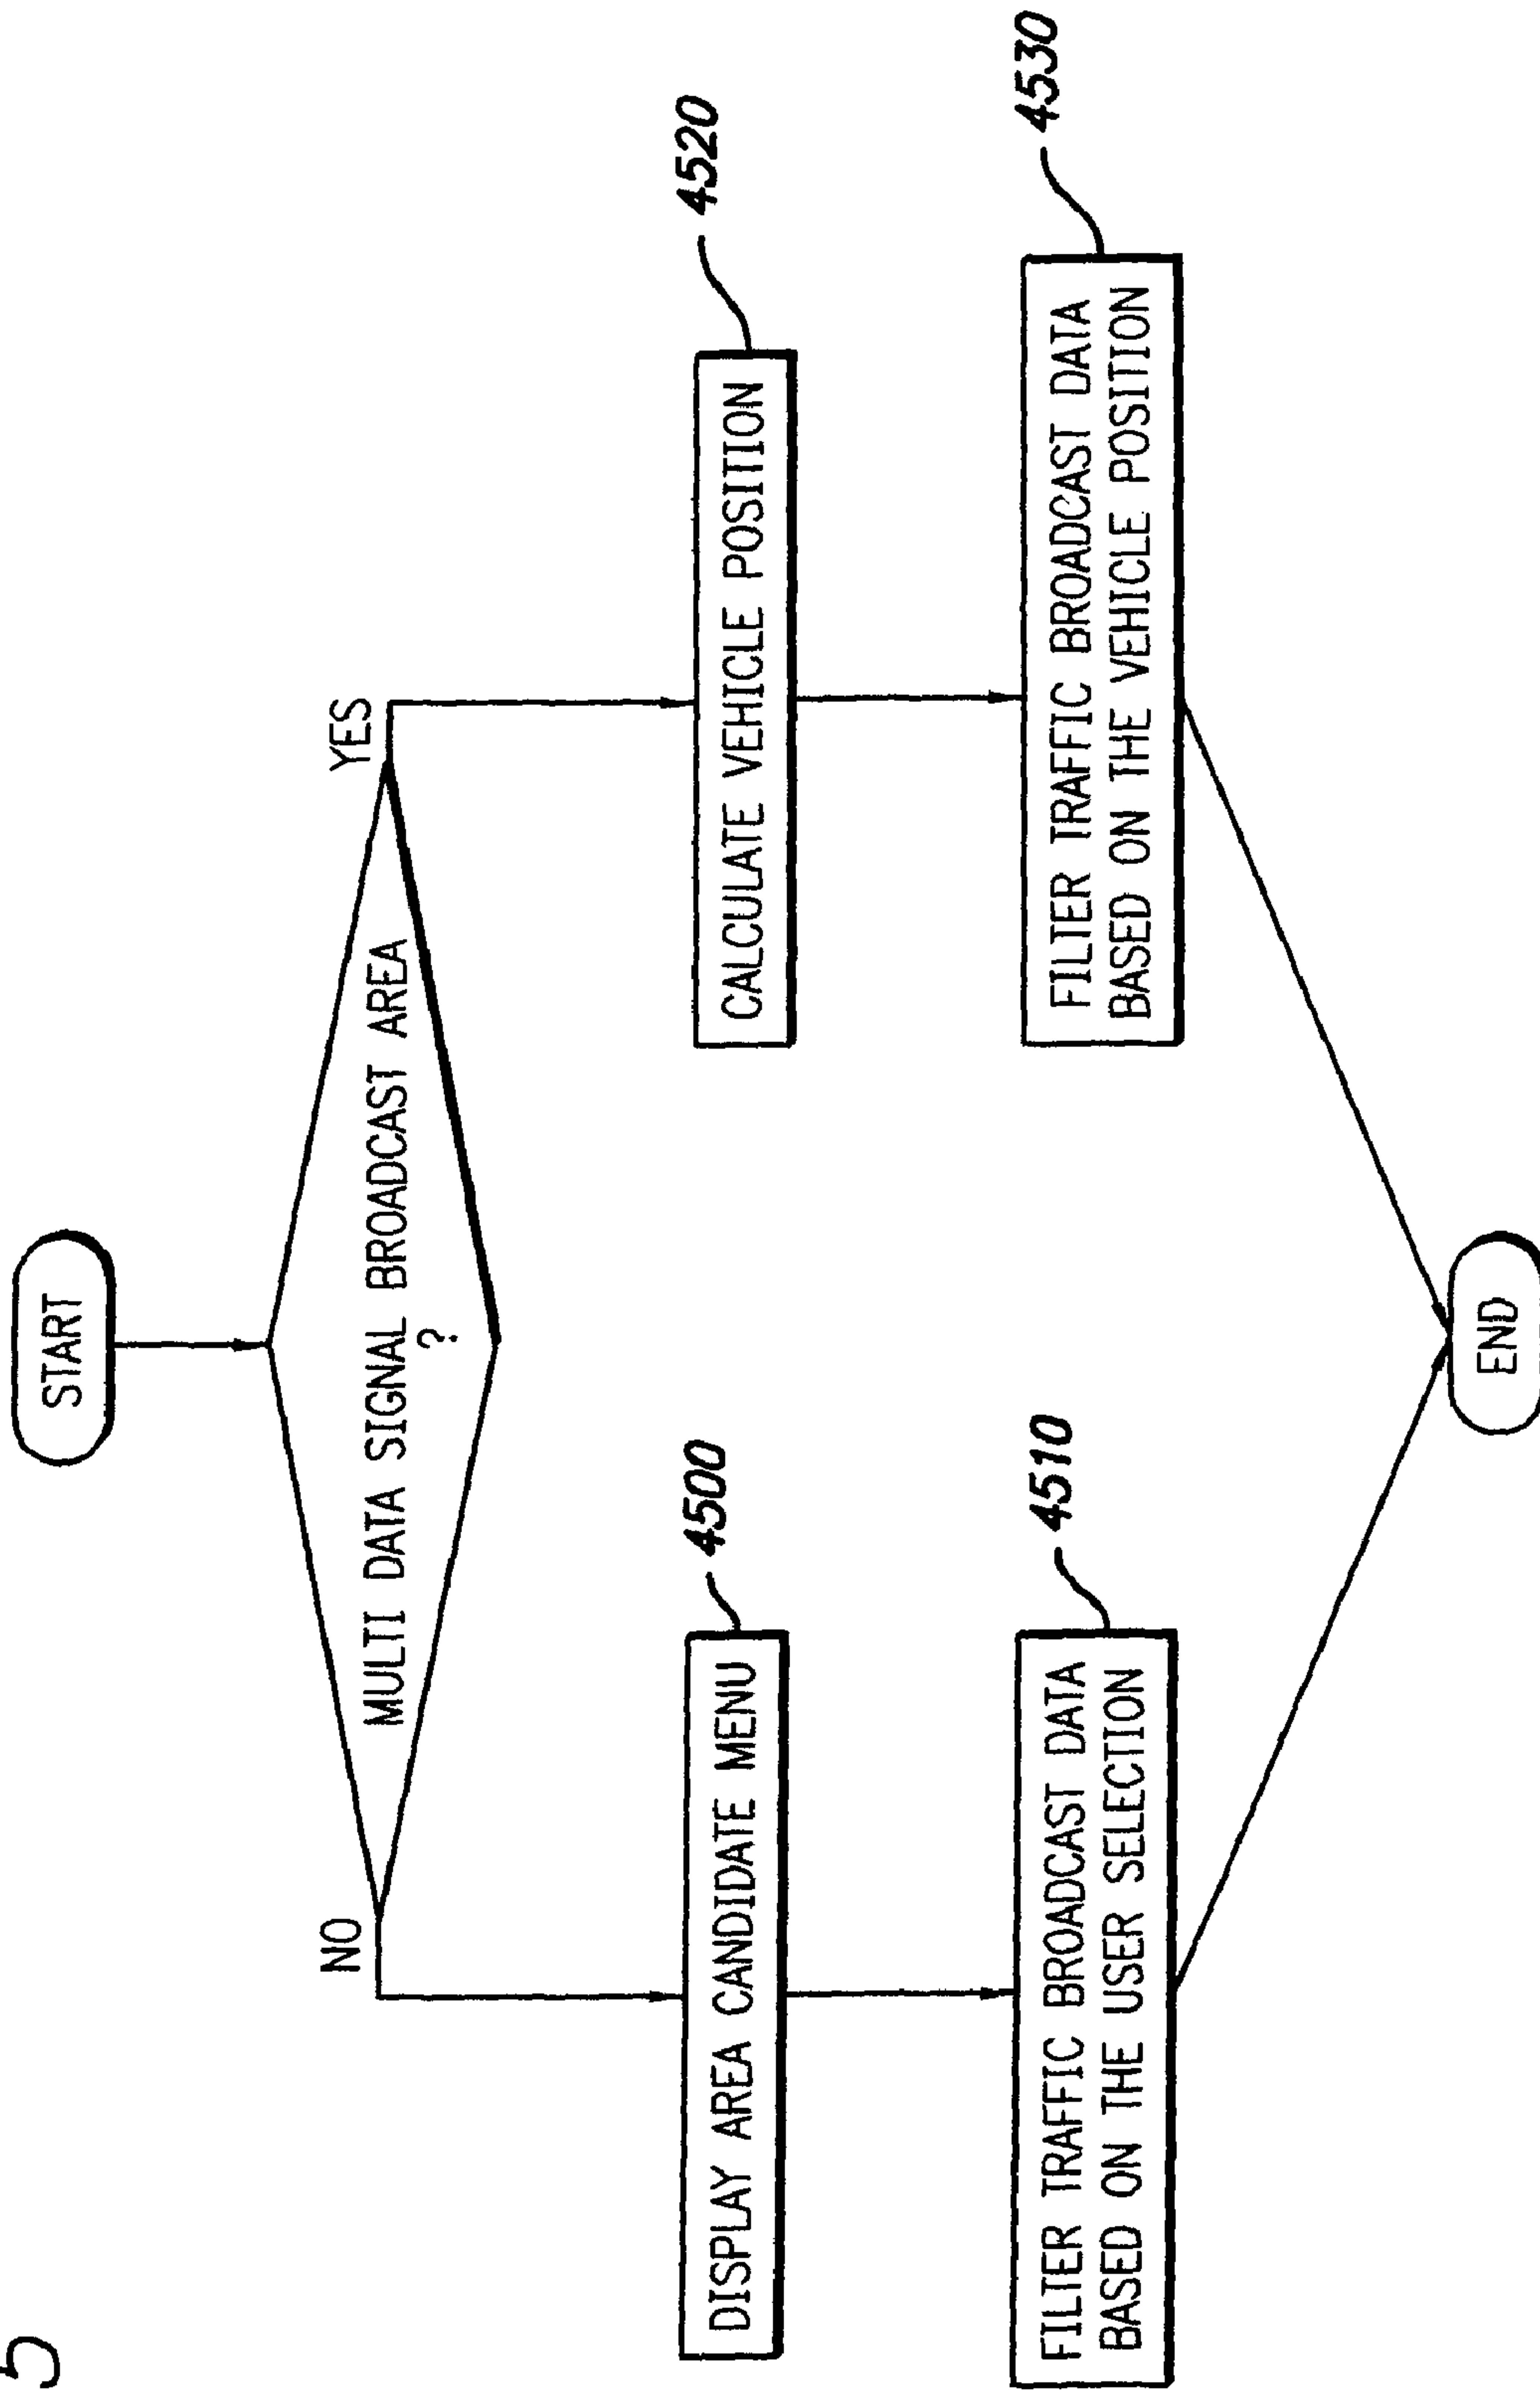 5
START
MULTI DATA SIGNAL BROADCAST AREA
?
NO
YES
DISPLAY AREA CANDIDATE MENU
4500
CALCULATE VEHICLE POSITION
4520
FILTER TRAFFIC BROADCAST DATA
BASED ON THE USER SELECTION
4510
FILTER TRAFFIC BROADCAST DATA
BASED ON THE VEHICLE POSITION
4530
END